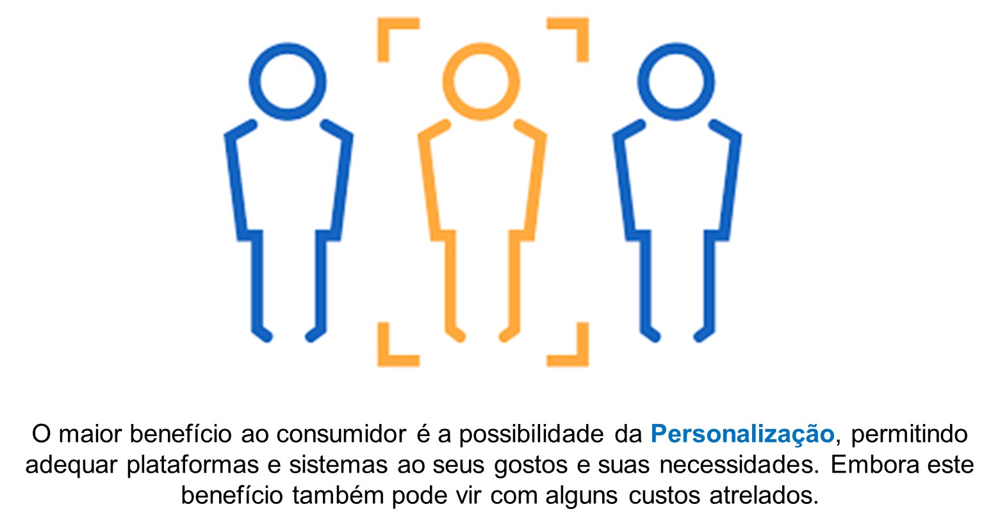 O maior benefício ao consumidor é a possibilidade da Personalização, permitindo
adequar plataformas e sistemas ao seus gostos e suas necessidades. Embora este
benefício também pode vir com alguns custos atrelados.